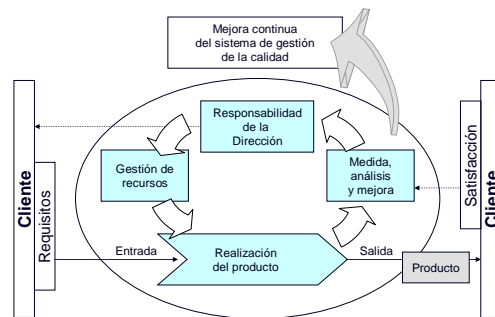 Mejora continua
del sistema de gestión
de la calidad
Responsabilidad
de la
Dirección
Gestión de
recursos
Medida,
análisis
y mejora
Cliente
Requisitos
Satisfacción
Cliente
Entrada
Realización
del producto
Salida
Producto